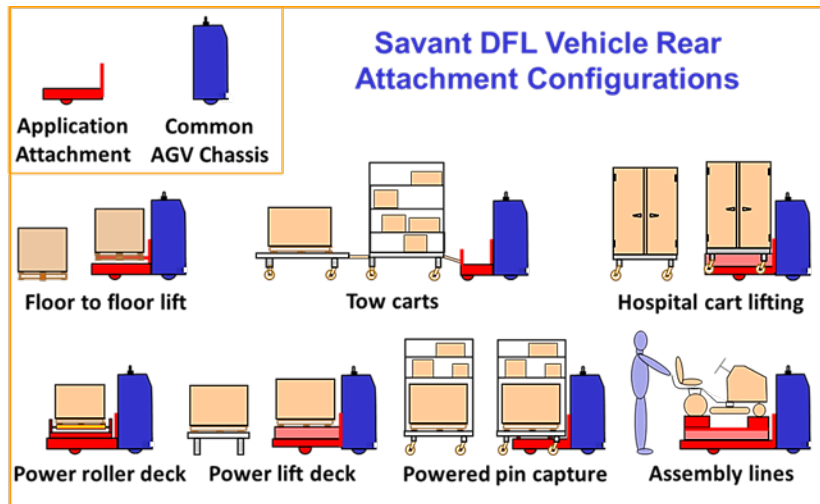 Savant DFL Vehicle Rear
Attachment Configurations
Application
Attachment
Common
AGV Chassis
Floor to floor lift
Tow carts
Hospital cart lifting
Power roller deck
Power lift deck
Powered pin capture
Assembly lines